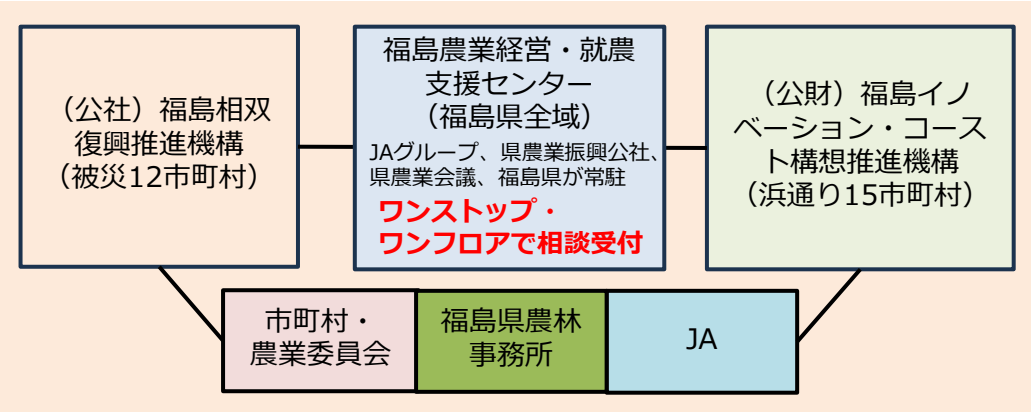 （公社）福島相双
復興推進機構
（被災12市町村）
福島農業経営・就農
支援センター
（福島県全域）
JAグループ、県農業振興公社、
県農業会議、福島県が常駐
ワンストップ・
ワンフロアで相談受付
（公財）福島イノ
ベーション・コース
ト構想推進機構
（浜通り15市町村）
市町村・
農業委員会
福島県農林
事務所
JA